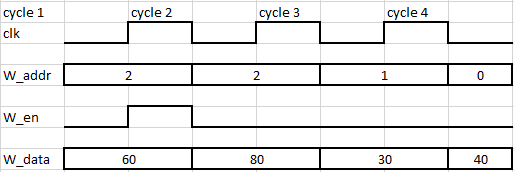 cycle 1 cycle 2 cycle 3 cycle 4
clk
W_addr 2 2 1 0
W_en
W_data 60 80 30 40